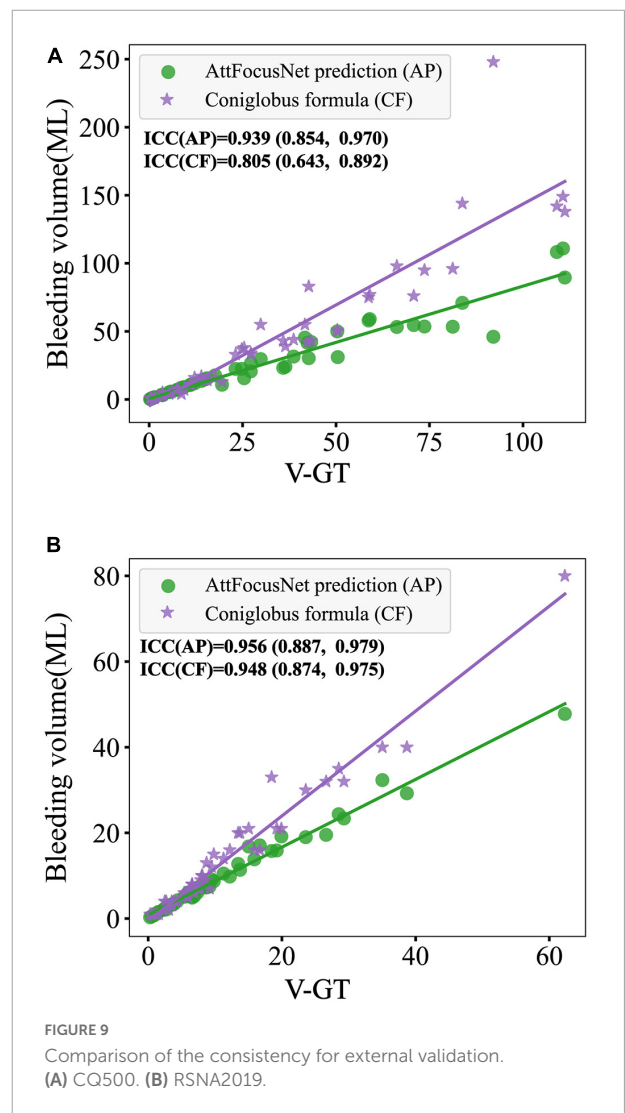 A
AttFocusNet prediction (AP)
Coniglobus formula (CF)
ICC(AP)=0.939 (0.854, 0.970)
ICC(CF)=0.805 (0.643, 0.892)
Bleeding volume(ML)
250
200
150
100
50
0
0 25 50 75 100
V-GT
B
AttFocusNet prediction (AP)
Coniglobus formula (CF)
ICC(AP)=0.956 (0.887, 0.979)
ICC(CF)=0.948 (0.874, 0.975)
Bleeding volume(ML)
80
60
40
20
0
0 20 40 60
V-GT
FIGURE 9
Comparison of the consistency for external validation.
(A) CQ500. (B) RSNA2019.